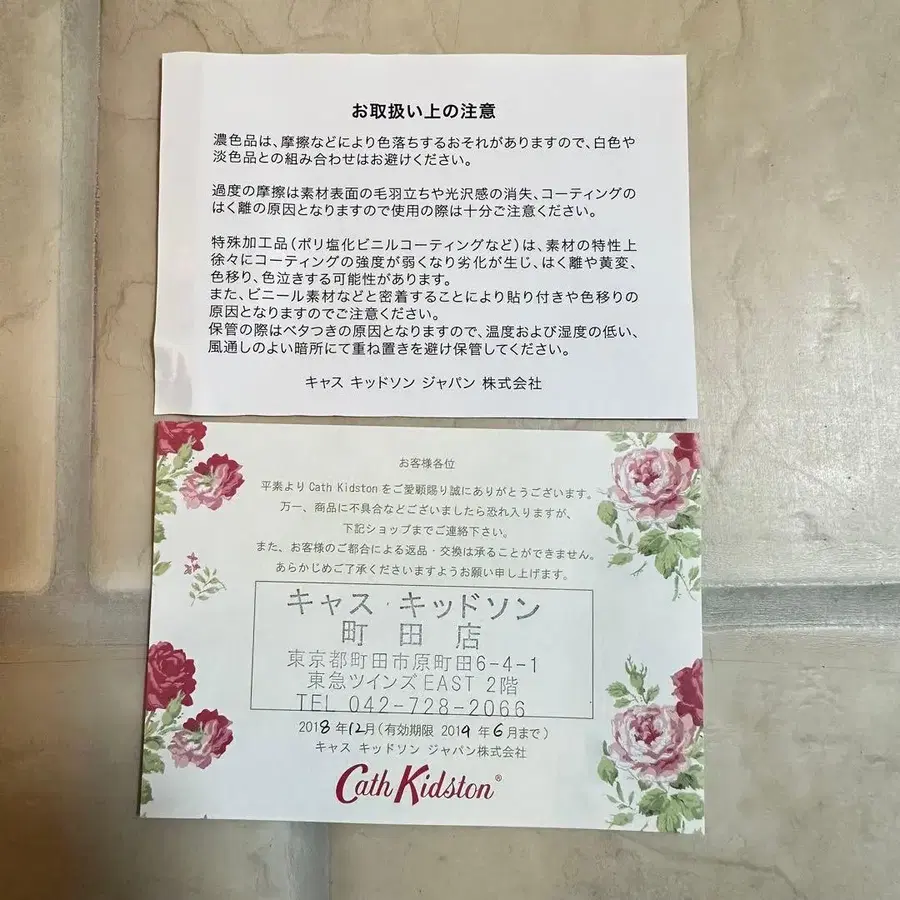 お取扱い上の注意
濃色品は、摩擦などにより色落ちするおそれがありますので、白色や
淡色品との組み合わせはお避けください。
過度の摩擦は素材表面の毛羽立ちや光沢感の消失、コーティングの
はく離の原因となりますので使用の際は十分ご注意ください。
特殊加工品(ポリ塩化ビニルコーティングなど)は、素材の特性上
徐々にコーティングの強度が弱くなり劣化が生じ、はく離や黄変、
色移り、色泣きする可能性があります。
また、ビニール素材などと密着することにより貼り付きや色移りの
原因となりますのでご注意ください。
保管の際はベタつきの原因となりますので、温度および湿度の低い、
風通しのよい暗所にて重ね置きを避け保管してください。
キャス キッドソン ジャパン 株式会社
お客様各位
平素より Cath Kidston をご愛顧賜り誠にありがとうございます。
万一、商品に不具合などございましたら恐れ入りますが、
下記ショップまでご連絡下さい。
また、お客様のご都合による返品・交換は承ることができません。
あらかじめご了承くださいますようお願い申し上げます。
キャス・キッドソン
町田店
東京都町田市原町田6-4-1
東急ツインズEAST 2階
TEL 042-728-2066
2018年12月(有効期限 2019年6月まで)
キャス キッドソン ジャパン株式会社
Cath Kidston®